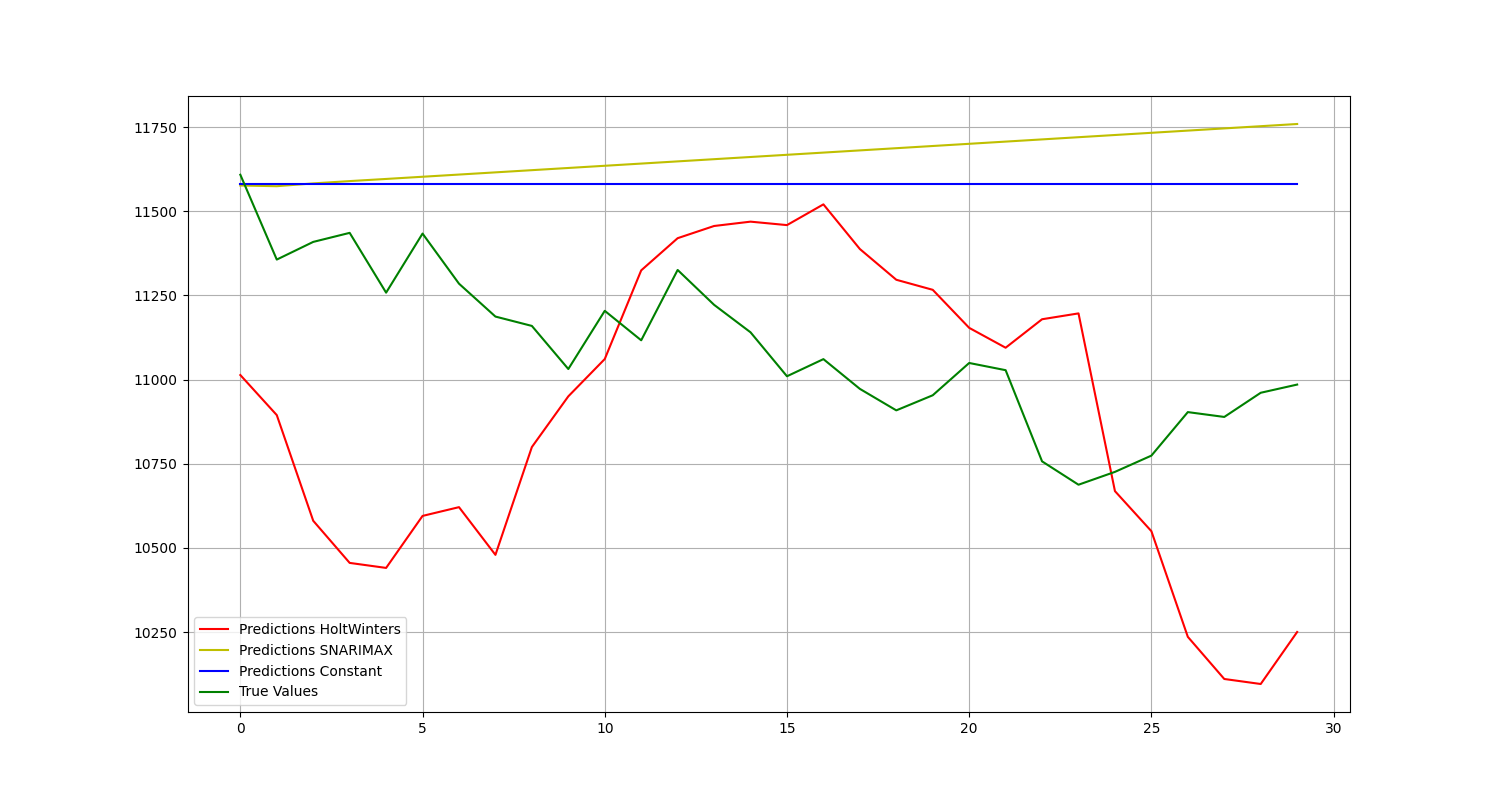 11750
11500
11250
11000
10750
10500
10250
Predictions HoltWinters
Predictions SNARIMAX
Predictions Constant
True Values
0 5 10 15 20 25 30